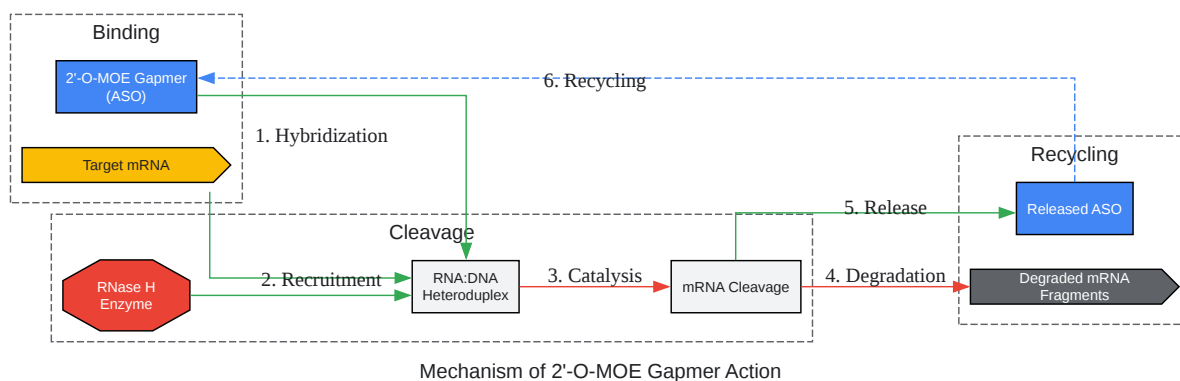 Binding
2'-O-MOE Gapmer
(ASO)
6. Recycling
1. Hybridization
Target mRNA
Recycling
Released ASO
5. Release
Cleavage
RNase H
Enzyme
2. Recruitment
RNA:DNA
Heteroduplex
3. Catalysis
mRNA Cleavage
4. Degradation
Degraded mRNA
Fragments
Mechanism of 2'-O-MOE Gapmer Action